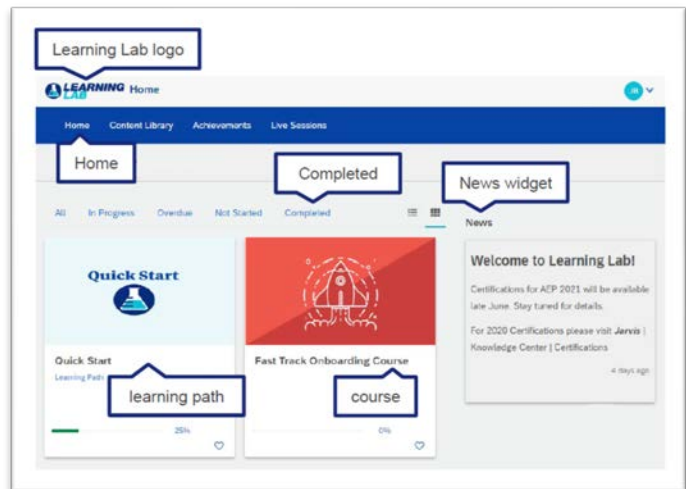 Learning Lab logo
LEARNING LAB Home
JB
Home Content Library Achievements Live Sessions
Home
Completed
News widget
All In Progress Overdue Not Started Completed
News
Quick Start
Welcome to Learning Lab!
Certifications for AEP 2021 will be available
late June. Stay tuned for details.
For 2020 Certifications please visit Jarvis |
Knowledge Center | Certifications
4 days ago
Quick Start
Learning Path
Fast Track Onboarding Course
learning path
course
25%
0%